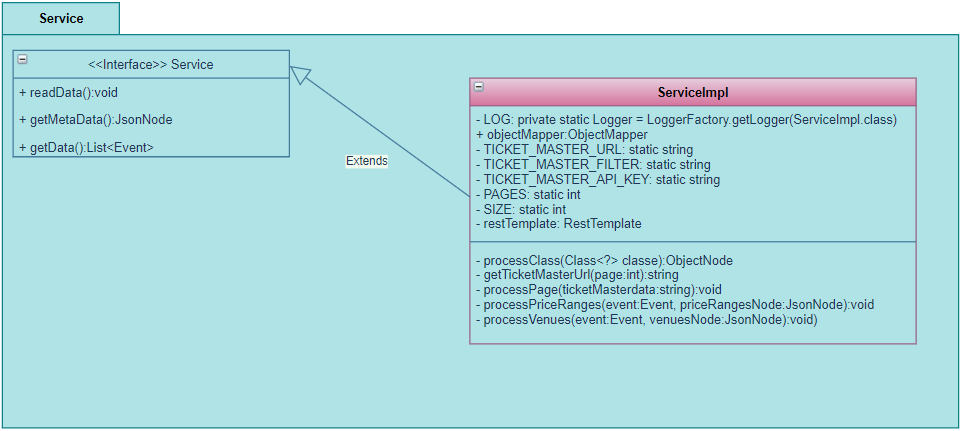 Service
<<Interface>> Service
+ readData():void
+ getMetaData():JsonNode
+ getData():List<Event>
Extends
ServiceImpl
- LOG: private static Logger = LoggerFactory.getLogger(ServiceImpl.class)
+ objectMapper:ObjectMapper
- TICKET_MASTER_URL: static string
- TICKET_MASTER_FILTER: static string
- TICKET_MASTER_API_KEY: static string
- PAGES: static int
- SIZE: static int
- restTemplate: RestTemplate
- processClass(Class<?> classe):ObjectNode
- getTicketMasterUrl(page:int):string
- processPage(ticketMasterdata:string):void
- processPriceRanges(event:Event, priceRangesNode:JsonNode):void
- processVenues(event:Event, venuesNode:JsonNode):void)